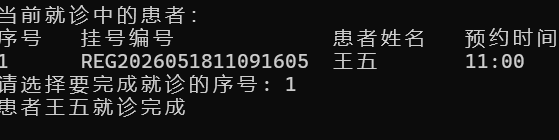 当前就诊中的患者:
序号 挂号编号 患者姓名 预约时间
1 REG2026051811091605 王五 11:00
请选择要完成就诊的序号: 1
患者王五就诊完成